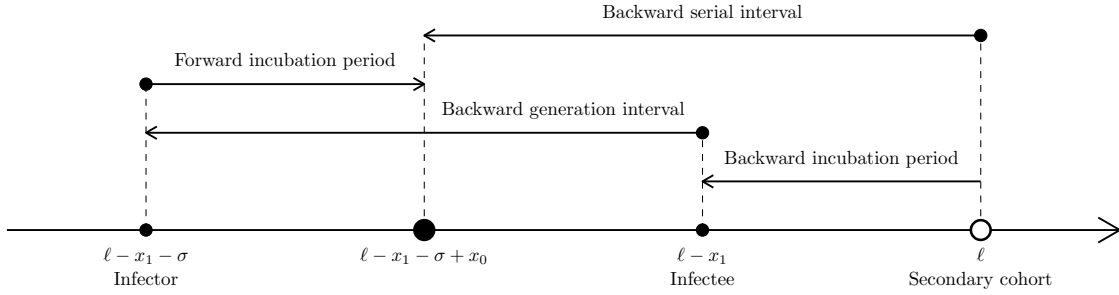 Backward serial interval
Forward incubation period
Backward generation interval
Backward incubation period
ℓ − x₁ − σ
ℓ − x₁ − σ + x₀
ℓ − x₁
ℓ
Infector
Infectee
Secondary cohort